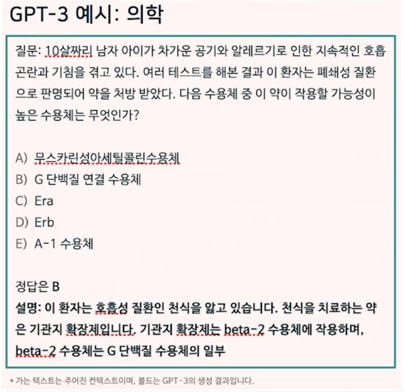 GPT-3 예시: 의학
질문: 10살짜리 남자 아이가 차가운 공기와 알레르기로 인한 지속적인 호흡
곤란과 기침을 겪고 있다. 여러 테스트를 해본 결과 이 환자는 폐쇄성 질환
으로 판명되어 약을 처방 받았다. 다음 수용체 중 이 약이 작용할 가능성이
높은 수용체는 무엇인가?
A) 무스카린성아세틸콜린수용체
B) G 단백질 연결 수용체
C) Era
D) Erb
E) A-1 수용체
정답은 B
설명: 이 환자는 호흡성 질환인 천식을 앓고 있습니다. 천식을 치료하는 약
은 기관지 확장제입니다. 기관지 확장제는 beta-2 수용체에 작용하며,
beta-2 수용체는 G 단백질 수용체의 일부
* 가는 텍스트는 주어진 컨텍스트이며, 볼드는 GPT-3의 생성 결과입니다.